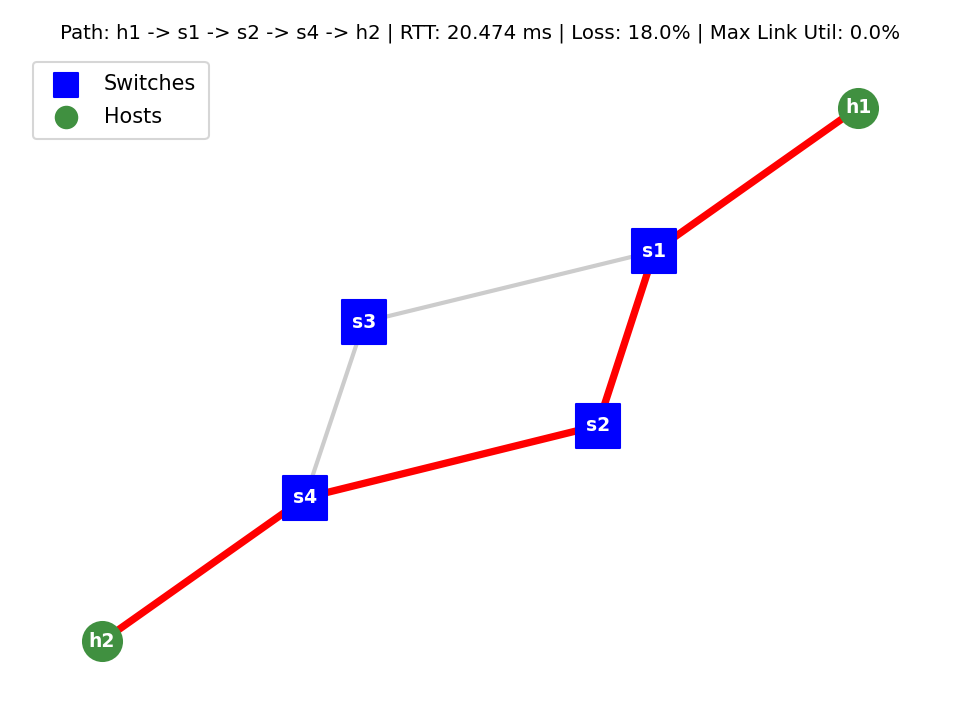 Path: h1 -> s1 -> s2 -> s4 -> h2 | RTT: 20.474 ms | Loss: 18.0% | Max Link Util: 0.0%
Switches
Hosts
h1
s1
s3
s2
s4
h2